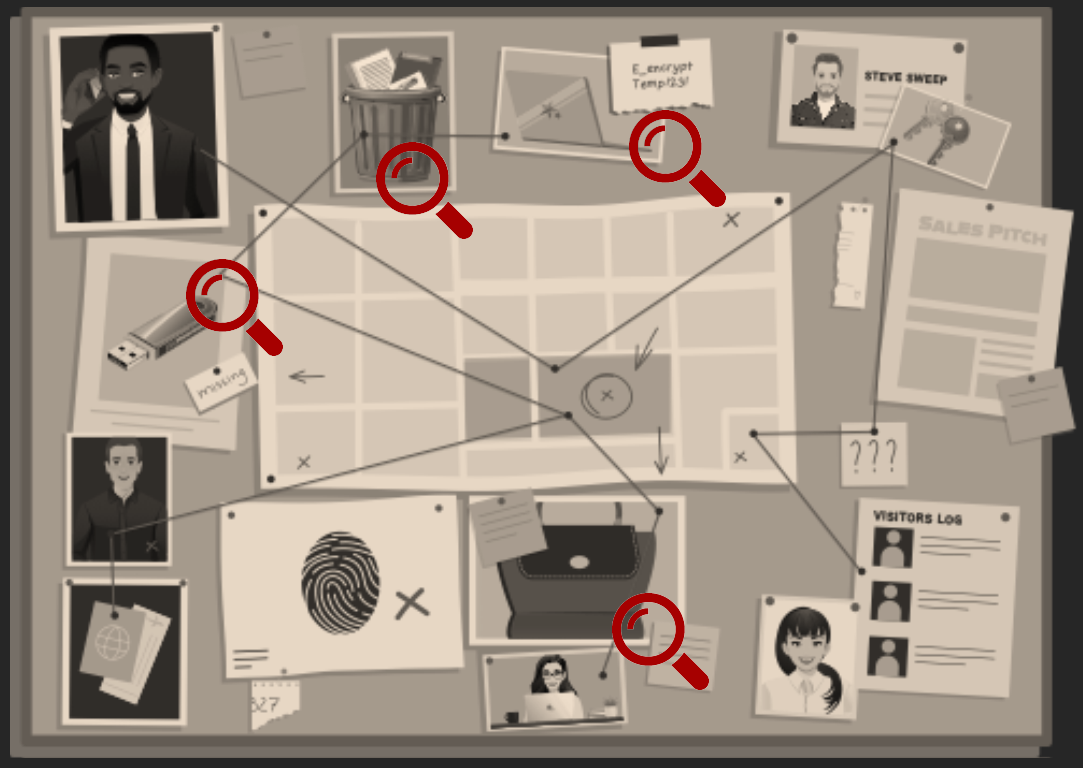 E_encrypt
Temp123!
STEVE SWEEP
SALES PITCH
missing
???
VISITORS LOG
327